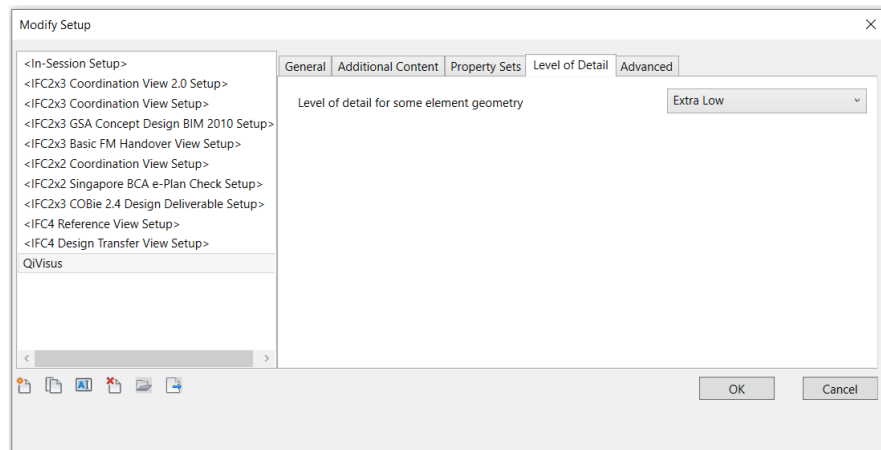 Modify Setup
<In-Session Setup>
<IFC2x3 Coordination View 2.0 Setup>
<IFC2x3 Coordination View Setup>
<IFC2x3 GSA Concept Design BIM 2010 Setup>
<IFC2x3 Basic FM Handover View Setup>
<IFC2x2 Coordination View Setup>
<IFC2x2 Singapore BCA e-Plan Check Setup>
<IFC2x3 COBie 2.4 Design Deliverable Setup>
<IFC4 Reference View Setup>
<IFC4 Design Transfer View Setup>
QiVisus
General Additional Content Property Sets Level of Detail Advanced
Level of detail for some element geometry Extra Low
AI
OK Cancel